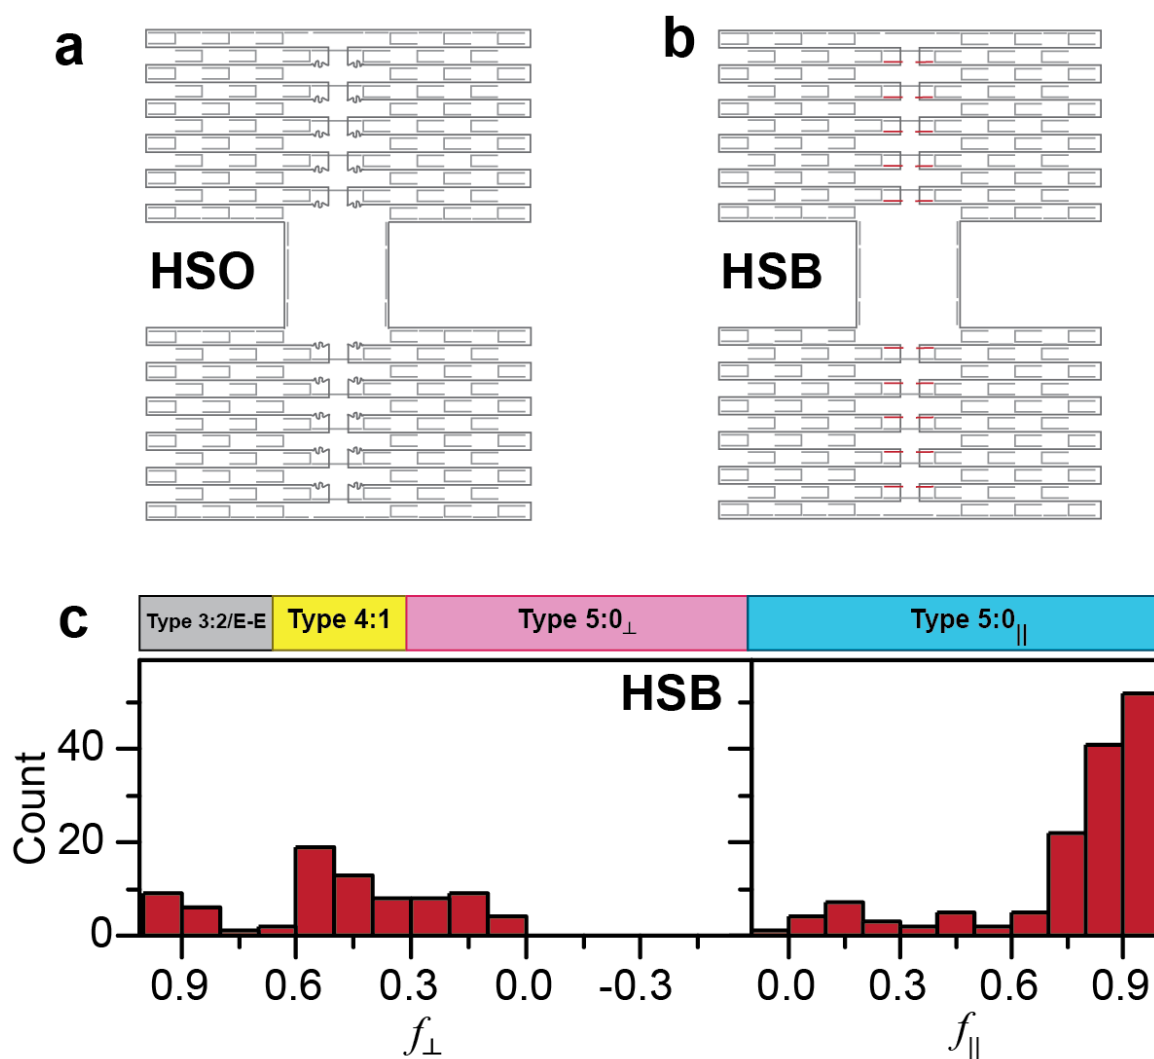 a
b
HSO
HSB
c
Type 3:2/E-E Type 4:1 Type 5:0⊥ Type 5:0||
HSB
Count
40
20
0
0.9 0.6 0.3 0.0 -0.3 0.0 0.3 0.6 0.9
f⊥ f||